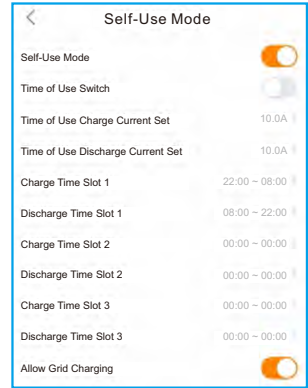 Self-Use Mode
Self-Use Mode
Time of Use Switch
Time of Use Charge Current Set 10.0A
Time of Use Discharge Current Set 10.0A
Charge Time Slot 1 22:00 ~ 08:00
Discharge Time Slot 1 08:00 ~ 22:00
Charge Time Slot 2 00:00 ~ 00:00
Discharge Time Slot 2 00:00 ~ 00:00
Charge Time Slot 3 00:00 ~ 00:00
Discharge Time Slot 3 00:00 ~ 00:00
Allow Grid Charging